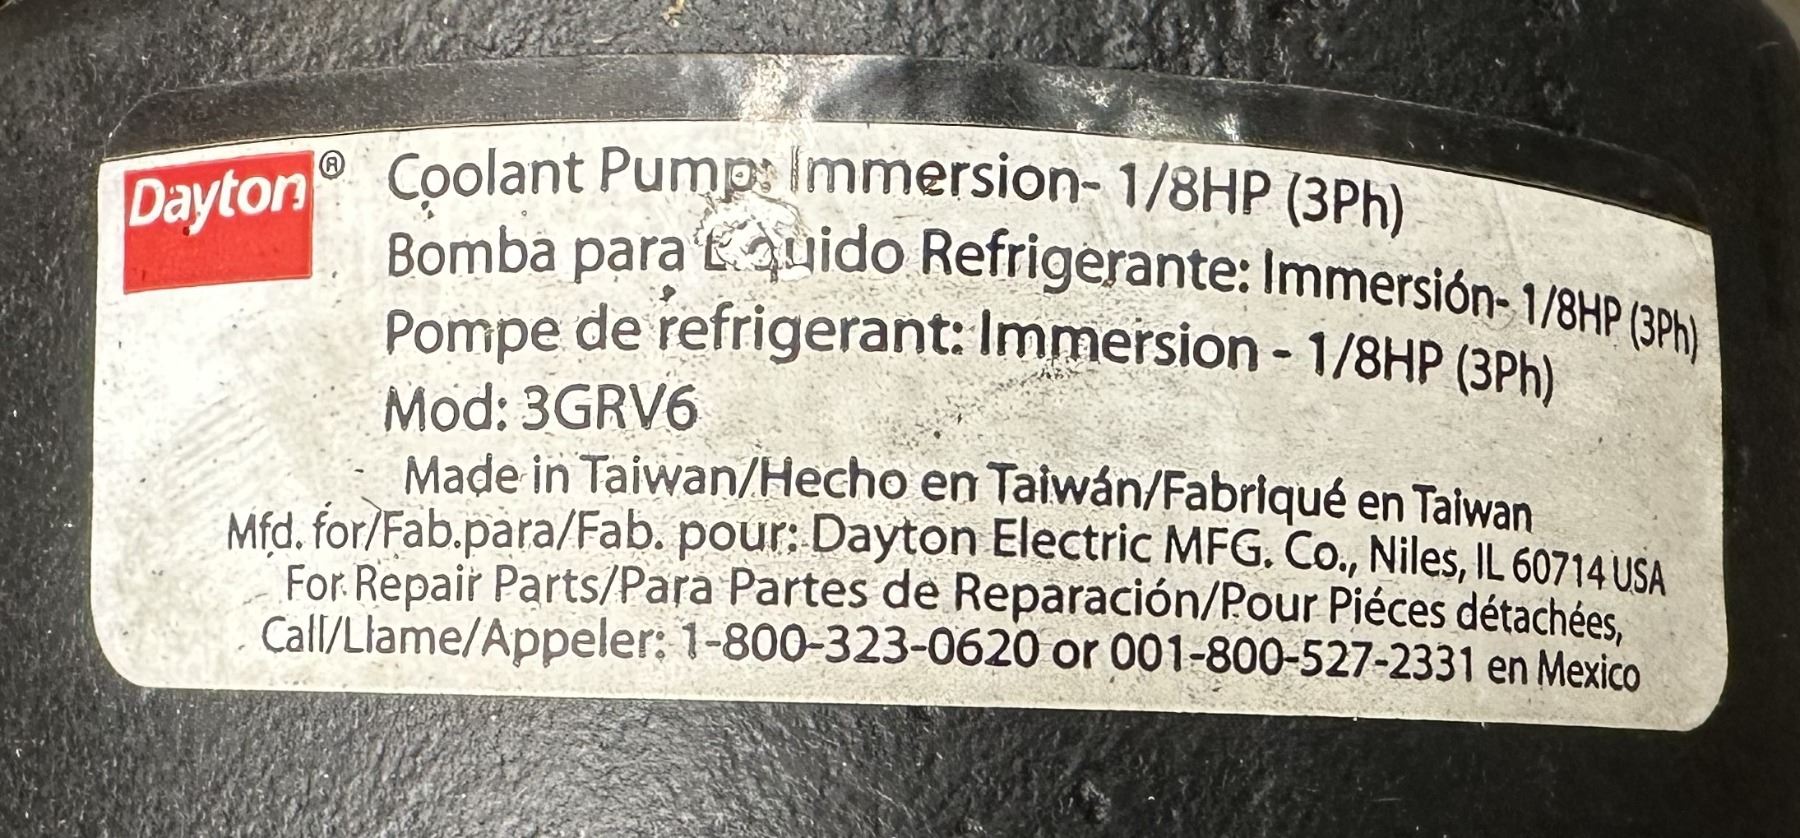 Dayton®
Coolant Pump: Immersion- 1/8HP (3Ph)
Bomba para Líquido Refrigerante: Immersión- 1/8HP (3Ph)
Pompe de refrigerant: Immersion - 1/8HP (3Ph)
Mod: 3GRV6
Made in Taiwan/Hecho en Taiwán/Fabriqué en Taiwan
Mfd. for/Fab.para/Fab. pour: Dayton Electric MFG. Co., Niles, IL 60714 USA
For Repair Parts/Para Partes de Reparación/Pour Piéces détachées,
Call/Llame/Appeler: 1-800-323-0620 or 001-800-527-2331 en Mexico